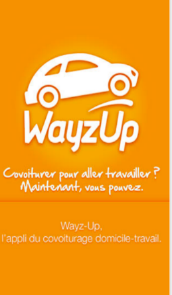 WayzUp
Covoiturer pour aller travailler ?
Maintenant, vous pouvez.
Wayz-Up,
l'appli du covoiturage domicile-travail.